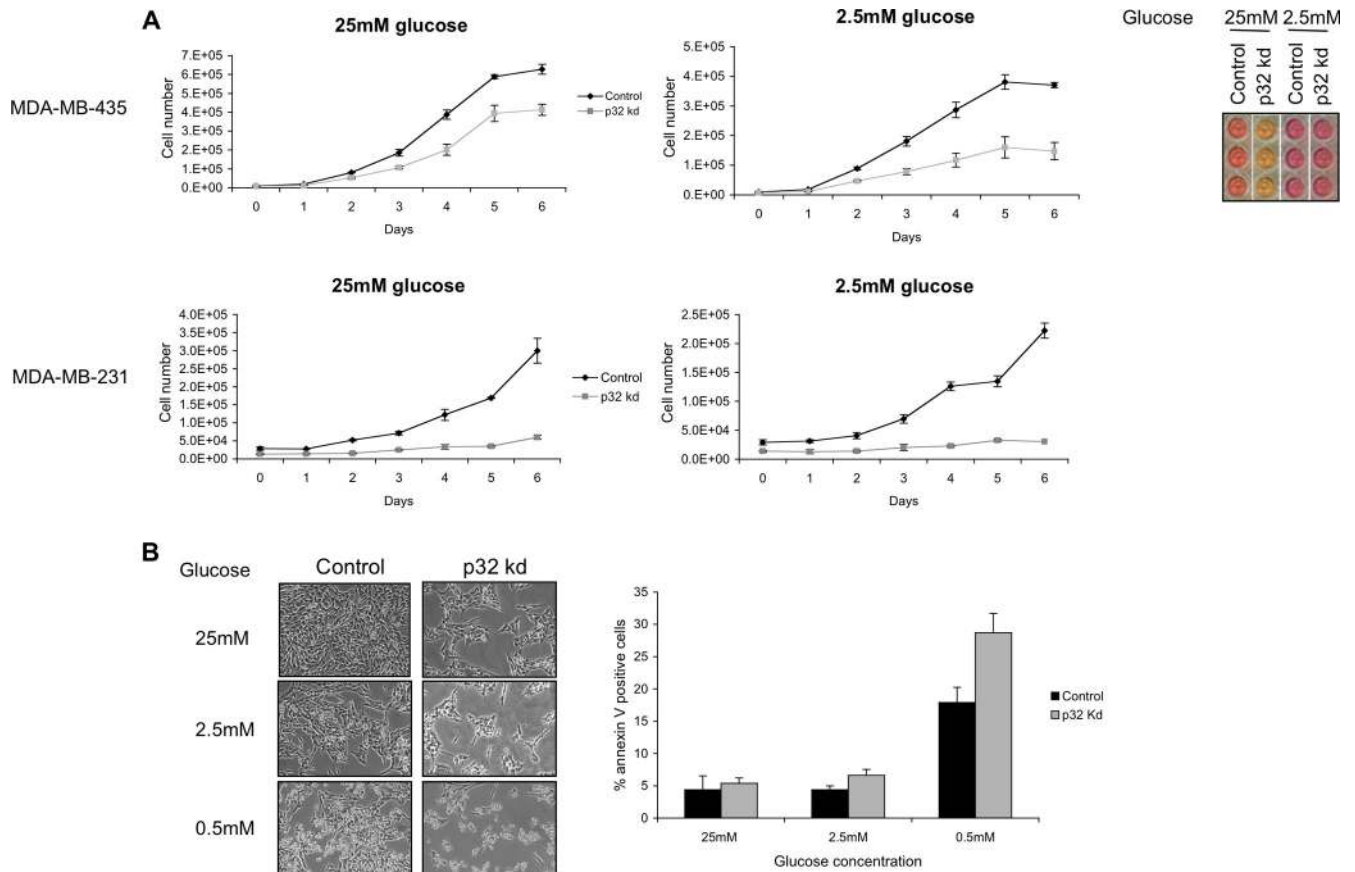 A
25mM glucose
MDA-MB-435
Cell number
7.E+05
6.E+05
5.E+05
4.E+05
3.E+05
2.E+05
1.E+05
0.E+00
0 1 2 3 4 5 6
Days
Control
p32 kd
2.5mM glucose
Cell number
5.E+05
4.E+05
3.E+05
2.E+05
1.E+05
0.E+00
0 1 2 3 4 5 6
Days
Glucose 25mM 2.5mM
Control p32 kd Control p32 kd
25mM glucose
MDA-MB-231
Cell number
4.0E+05
3.5E+05
3.0E+05
2.5E+05
2.0E+05
1.5E+05
1.0E+05
5.0E+04
0.0E+00
0 1 2 3 4 5 6
Days
Control
p32 kd
2.5mM glucose
Cell number
2.5E+05
2.0E+05
1.5E+05
1.0E+05
5.0E+04
0.0E+00
0 1 2 3 4 5 6
Days
B
Glucose Control p32 kd
25mM
2.5mM
0.5mM
% annexin V positive cells
35
30
25
20
15
10
5
0
25mM 2.5mM 0.5mM
Glucose concentration
Control
p32 Kd